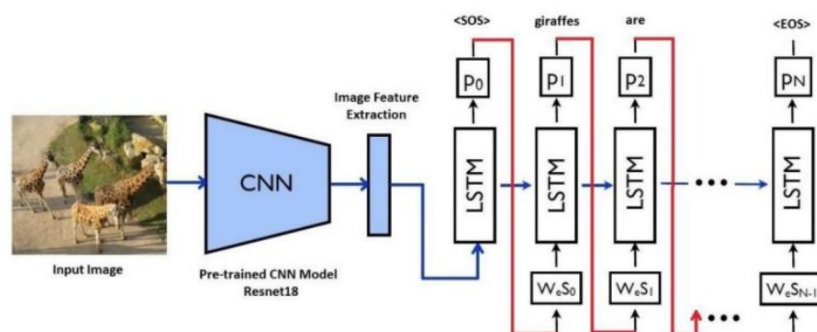 <SOS> giraffes are <EOS>
P0 P1 P2 PN
Image Feature
Extraction
CNN
LSTM LSTM LSTM ••• LSTM
Input Image
Pre-trained CNN Model
Resnet18
WeS0 WeS1 ••• WeSN-1